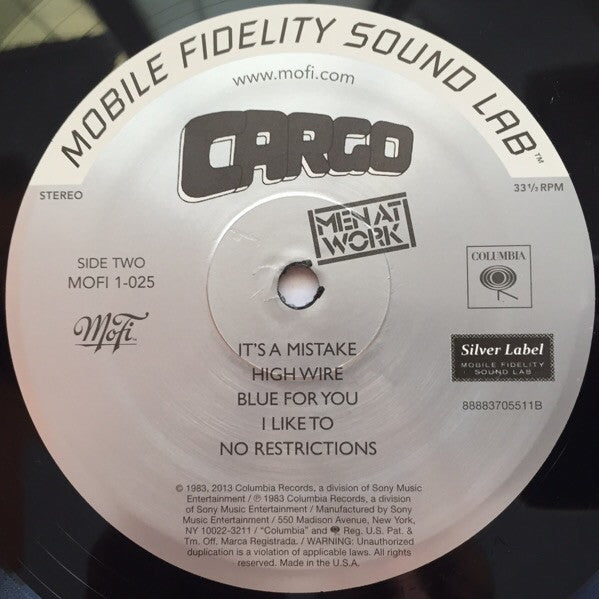 MOBILE FIDELITY SOUND LAB™
www.mofi.com
CARGO
STEREO
33 1/3 RPM
MEN AT
WORK
SIDE TWO
MOFI 1-025
COLUMBIA
MoFi™
Silver Label
MOBILE FIDELITY
SOUND LAB
88883705511B
IT'S A MISTAKE
HIGH WIRE
BLUE FOR YOU
I LIKE TO
NO RESTRICTIONS
© 1983, 2013 Columbia Records, a division of Sony Music
Entertainment / ℗ 1983 Columbia Records, a division
of Sony Music Entertainment / Manufactured by Sony
Music Entertainment / 550 Madison Avenue, New York,
NY 10022-3211 / "Columbia" and Reg. U.S. Pat. &
Tm. Off. Marca Registrada. / WARNING: Unauthorized
duplication is a violation of applicable laws. All rights
reserved. Made in the U.S.A.